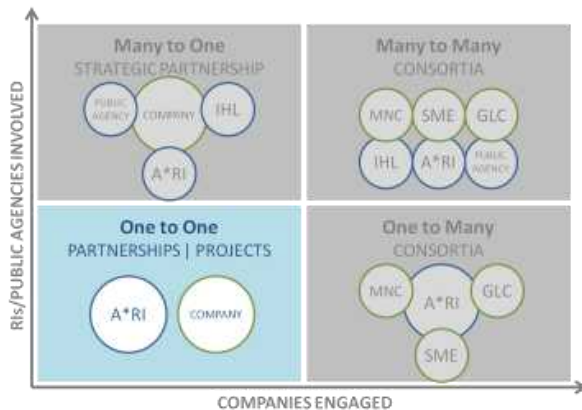 RIs/PUBLIC AGENCIES INVOLVED
Many to One
STRATEGIC PARTNERSHIP
PUBLIC
AGENCY
COMPANY
IHL
A*RI
Many to Many
CONSORTIA
MNC
SME
GLC
IHL
A*RI
PUBLIC
AGENCY
One to One
PARTNERSHIPS | PROJECTS
A*RI
COMPANY
One to Many
CONSORTIA
MNC
A*RI
GLC
SME
COMPANIES ENGAGED